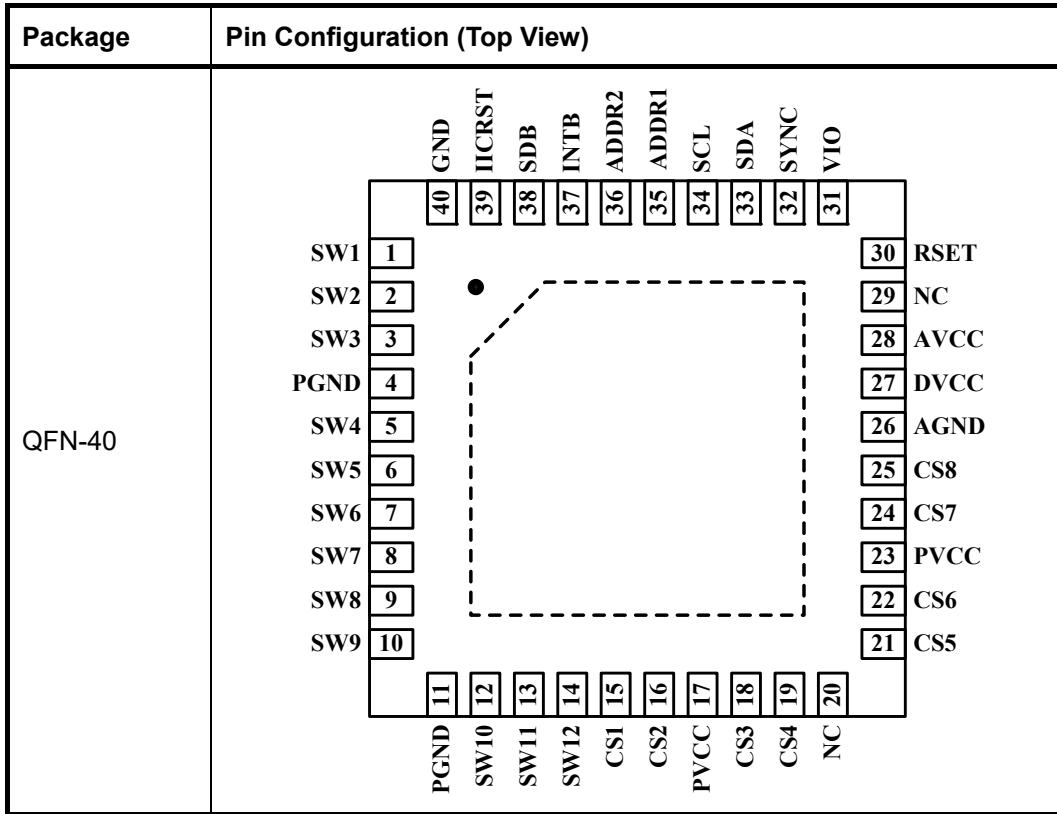 Package
Pin Configuration (Top View)
QFN-40
GND
IICRST
SDB
INTB
ADDR2
ADDR1
SCL
SDA
SYNC
VIO
40
39
38
37
36
35
34
33
32
31
SW1 1
SW2 2
SW3 3
PGND 4
SW4 5
SW5 6
SW6 7
SW7 8
SW8 9
SW9 10
30 RSET
29 NC
28 AVCC
27 DVCC
26 AGND
25 CS8
24 CS7
23 PVCC
22 CS6
21 CS5
11
12
13
14
15
16
17
18
19
20
PGND
SW10
SW11
SW12
CS1
CS2
PVCC
CS3
CS4
NC